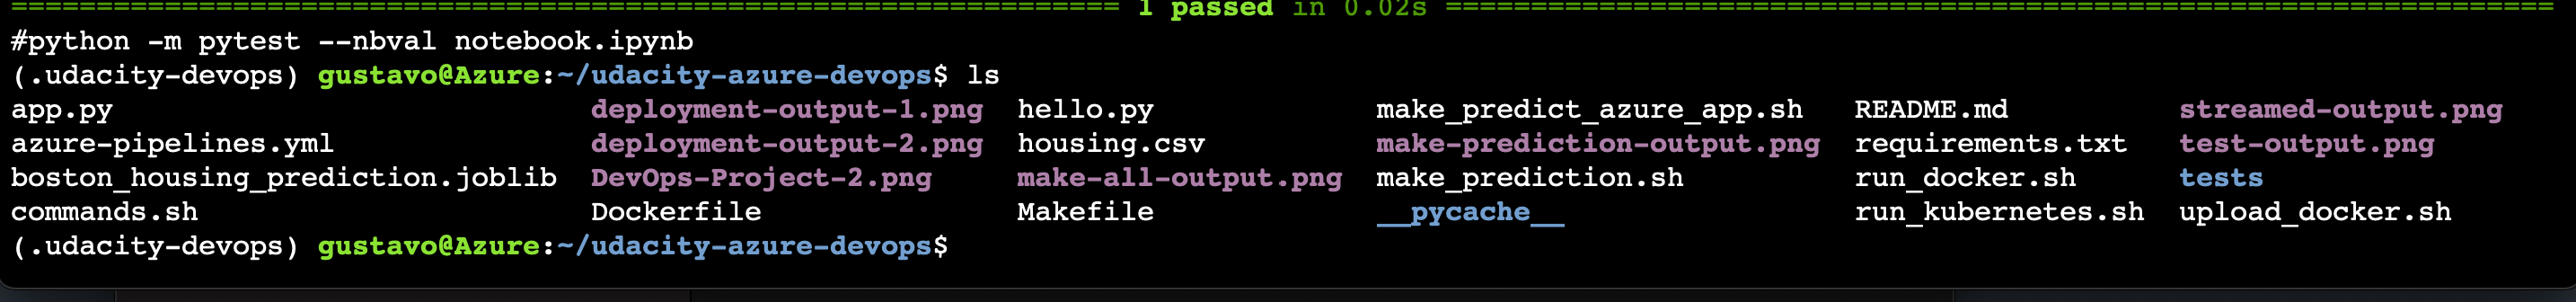 ============================== 1 passed in 0.02s ==============================
#python -m pytest --nbval notebook.ipynb
(.udacity-devops) gustavo@Azure:~/udacity-azure-devops$ ls
app.py deployment-output-1.png hello.py make_predict_azure_app.sh README.md streamed-output.png
azure-pipelines.yml deployment-output-2.png housing.csv make-prediction-output.png requirements.txt test-output.png
boston_housing_prediction.joblib DevOps-Project-2.png make-all-output.png make_prediction.sh run_docker.sh tests
commands.sh Dockerfile Makefile __pycache__ run_kubernetes.sh upload_docker.sh
(.udacity-devops) gustavo@Azure:~/udacity-azure-devops$